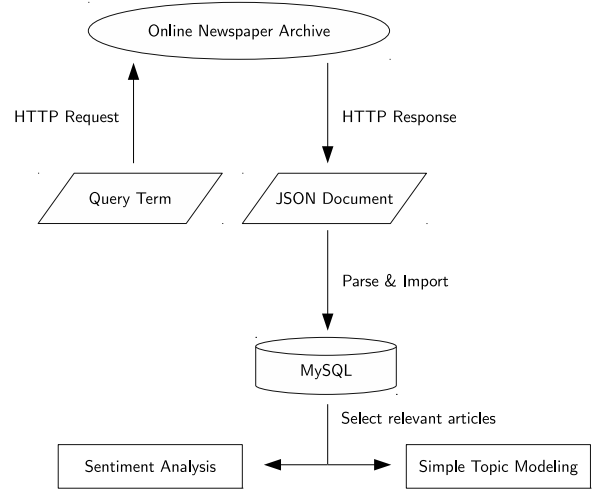 Online Newspaper Archive
HTTP Request
HTTP Response
Query Term
JSON Document
Parse & Import
MySQL
Select relevant articles
Sentiment Analysis
Simple Topic Modeling